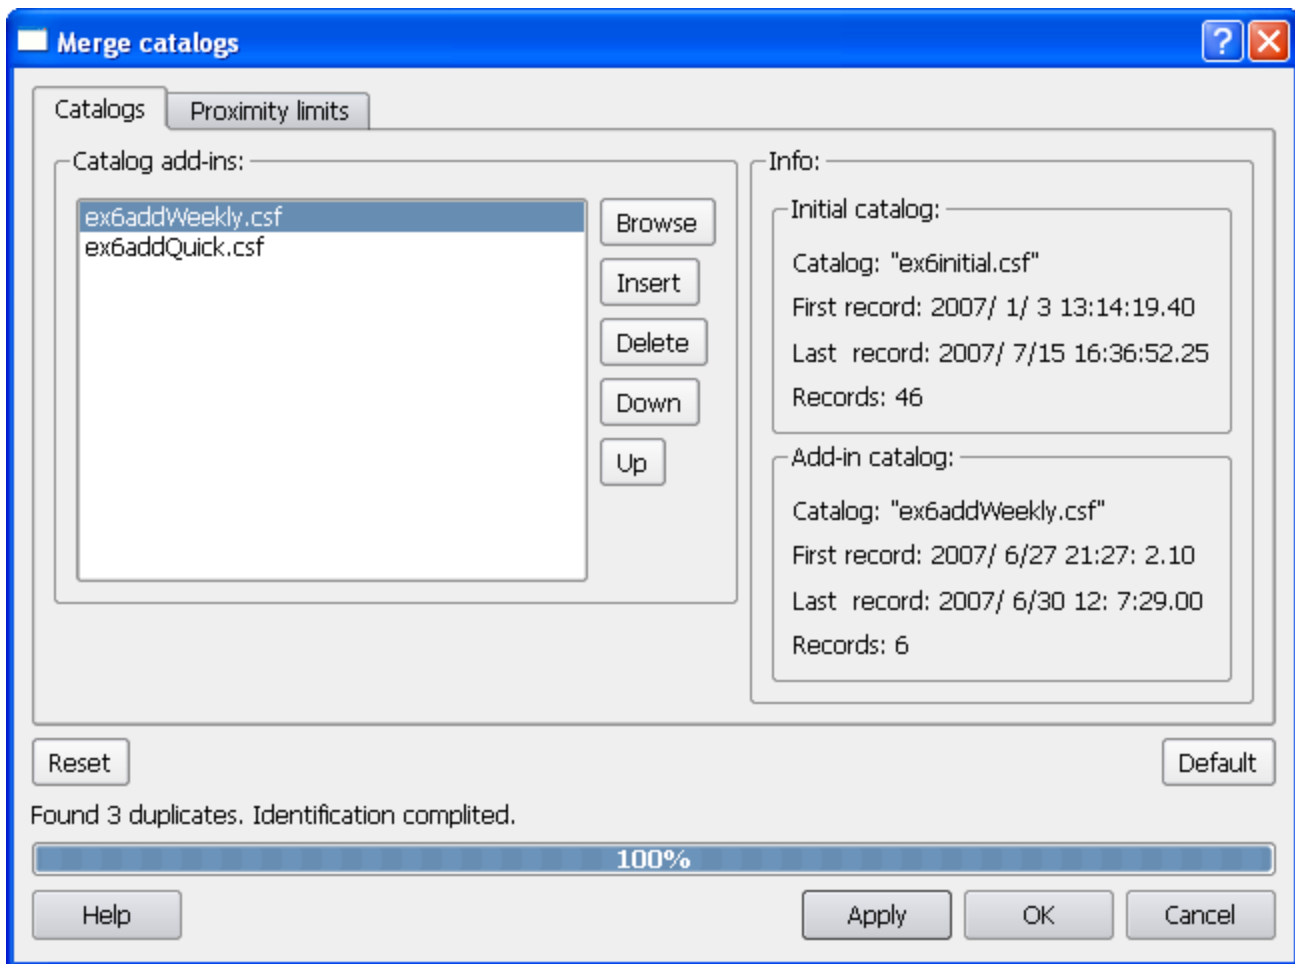 Merge catalogs
Catalogs
Proximity limits
Catalog add-ins:
ex6addWeekly.csf
ex6addQuick.csf
Browse
Insert
Delete
Down
Up
Info:
Initial catalog:
Catalog: "ex6initial.csf"
First record: 2007/ 1/ 3 13:14:19.40
Last  record: 2007/ 7/15 16:36:52.25
Records: 46
Add-in catalog:
Catalog: "ex6addWeekly.csf"
First record: 2007/ 6/27 21:27: 2.10
Last  record: 2007/ 6/30 12: 7:29.00
Records: 6
Reset
Default
Found 3 duplicates. Identification complited.
100%
Help
Apply
OK
Cancel